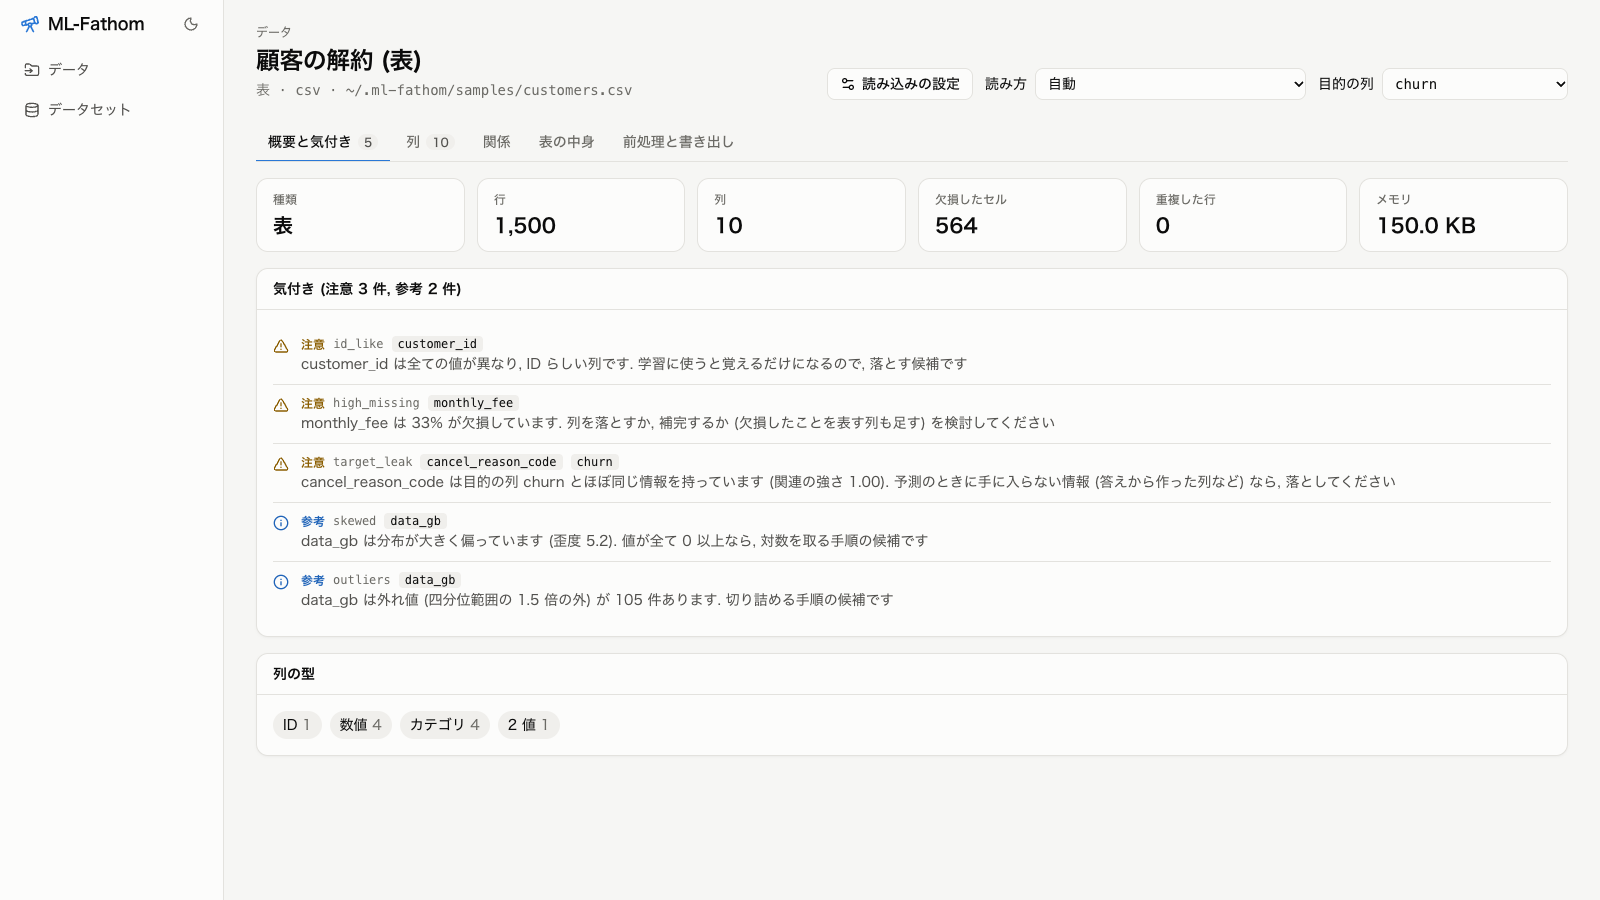 ML-Fathom
データ
データセット
データ
顧客の解約 (表)
表 · csv · ~/.ml-fathom/samples/customers.csv
読み込みの設定
読み方
自動
目的の列
churn
概要と気付き 5
列 10
関係
表の中身
前処理と書き出し
種類
表
行
1,500
列
10
欠損したセル
564
重複した行
0
メモリ
150.0 KB
気付き (注意 3 件, 参考 2 件)
注意 id_like customer_id
customer_id は全ての値が異なり, ID らしい列です. 学習に使うと覚えるだけになるので, 落とす候補です
注意 high_missing monthly_fee
monthly_fee は 33% が欠損しています. 列を落とすか, 補完するか (欠損したことを表す列も足す) を検討してください
注意 target_leak cancel_reason_code churn
cancel_reason_code は目的の列 churn とほぼ同じ情報を持っています (関連の強さ 1.00). 予測のときに手に入らない情報 (答えから作った列など) なら, 落としてください
参考 skewed data_gb
data_gb は分布が大きく偏っています (歪度 5.2). 値が全て 0 以上なら, 対数を取る手順の候補です
参考 outliers data_gb
data_gb は外れ値 (四分位範囲の 1.5 倍の外) が 105 件あります. 切り詰める手順の候補です
列の型
ID 1
数値 4
カテゴリ 4
2 値 1